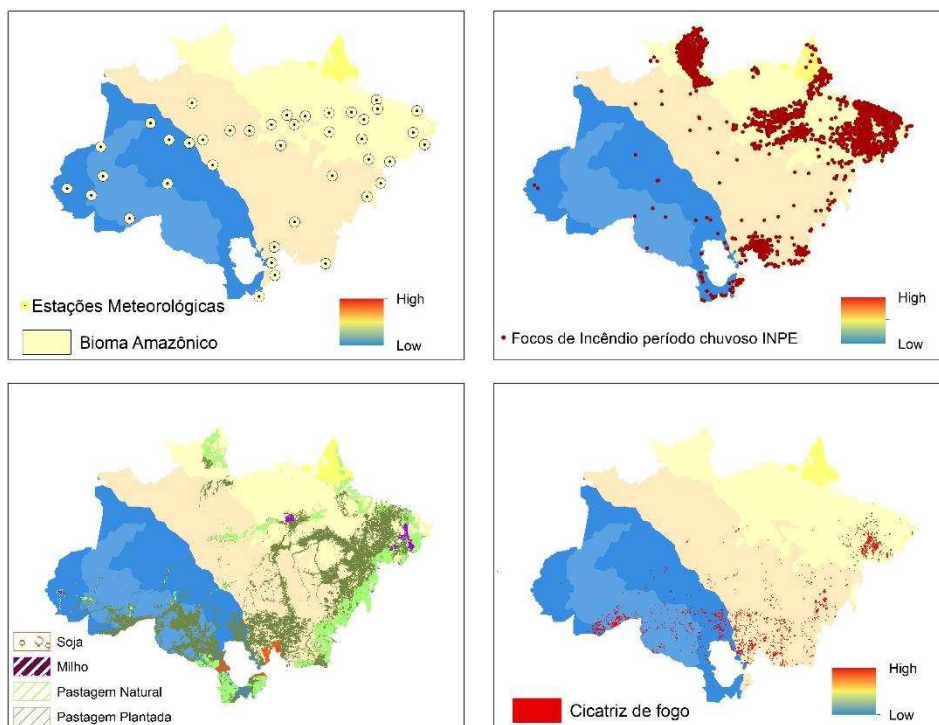 Estações Meteorológicas
Bioma Amazônico
High
Low
Focos de Incêndio período chuvoso INPE
High
Low
Soja
Milho
Pastagem Natural
Pastagem Plantada
Cicatriz de fogo
High
Low